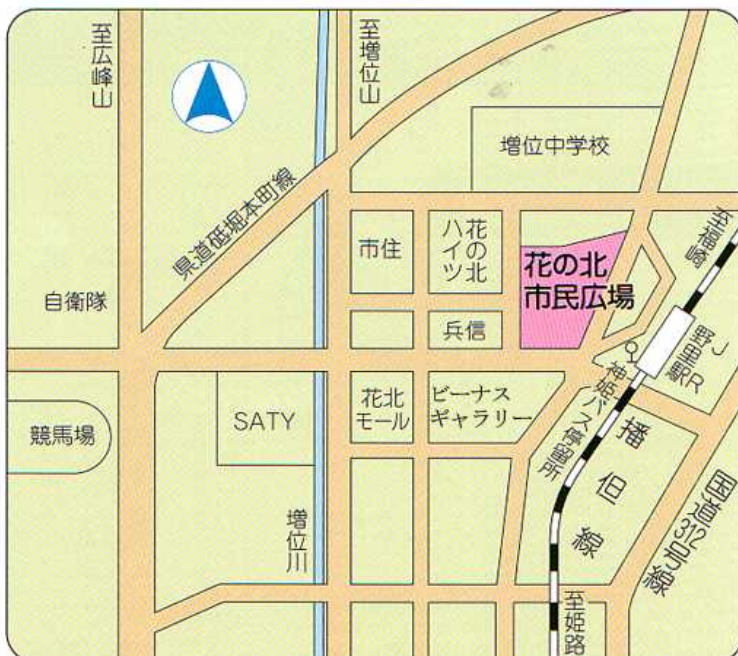 至広峰山
至増位山
増位中学校
県道砥堀本町線
至福崎
市住
花の北
ハイツ
花の北
市民広場
自衛隊
兵信
JR
野里駅
神姫バス停留所
花北
モール
ビーナス
ギャラリー
SATY
競馬場
播但線
国道312号線
増位川
至姫路